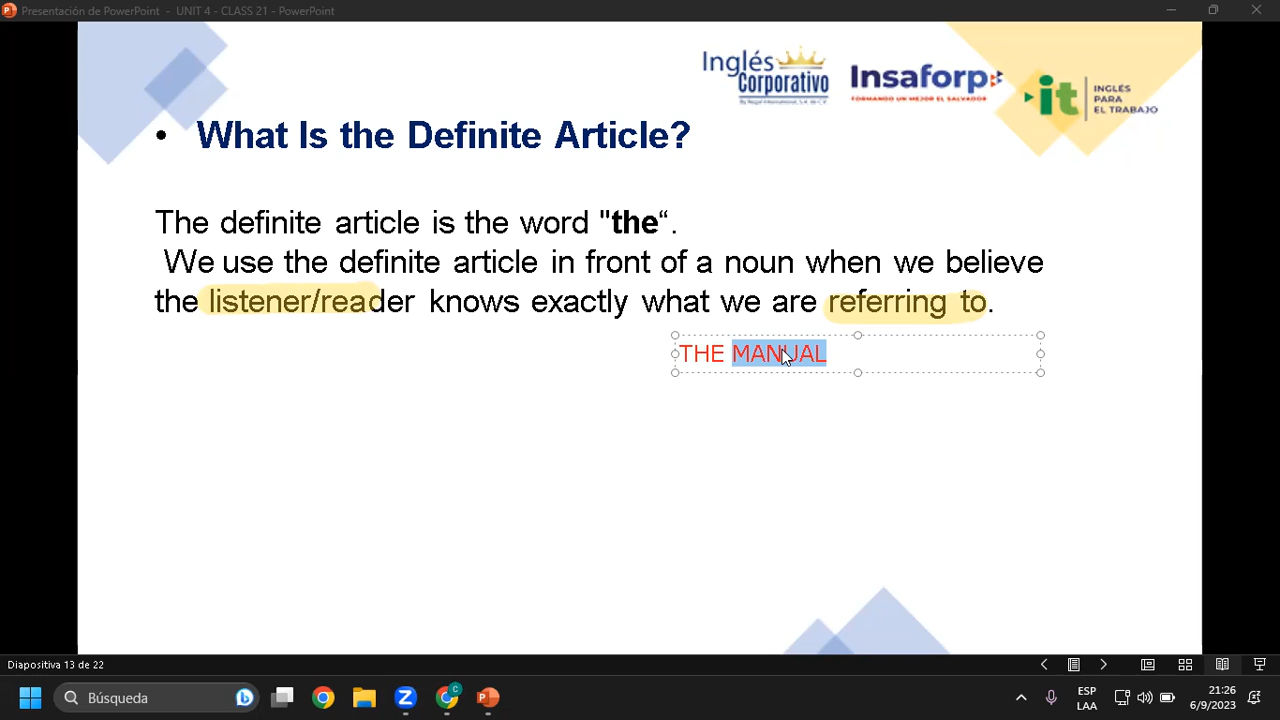 Presentación de PowerPoint - UNIT 4 - CLASS 21 - PowerPoint
Inglés
Corporativo
Insaforp
FORMANDO UN MEJOR EL SALVADOR
it
INGLÉS
PARA
EL TRABAJO
• What Is the Definite Article?
The definite article is the word "the“.
We use the definite article in front of a noun when we believe
the listener/reader knows exactly what we are referring to.
THE MANUAL
Diapositiva 13 de 22
Búsqueda
ESP
LAA
21:26
6/9/2023